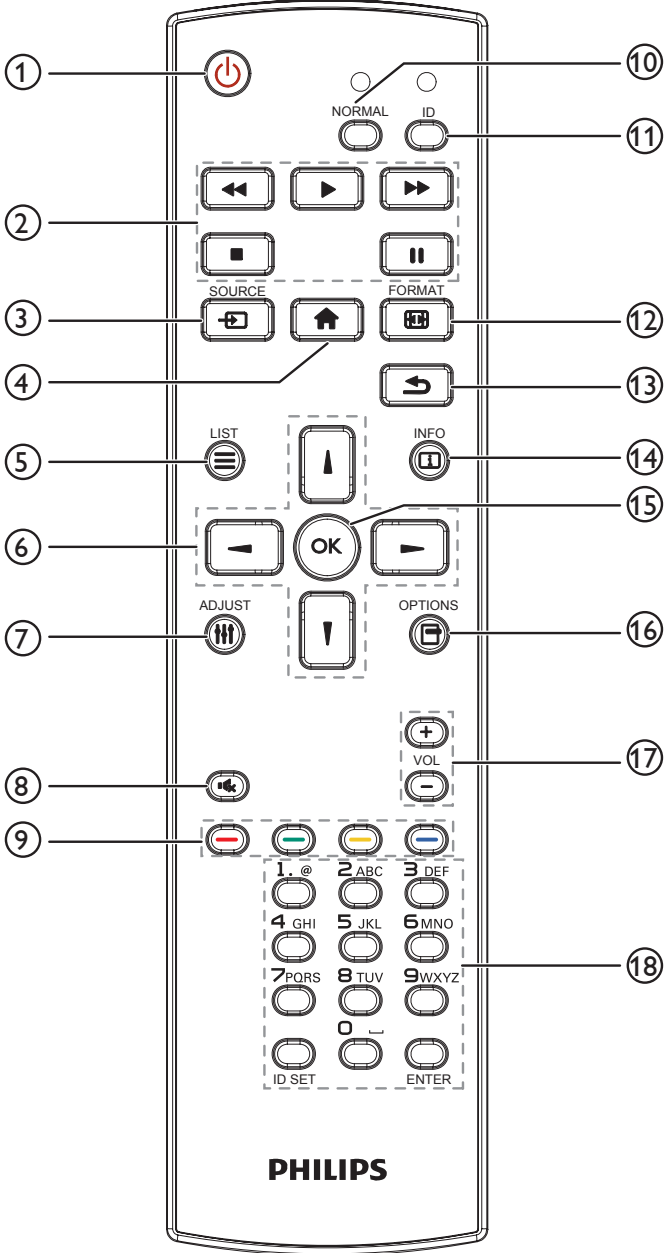 1
10
NORMAL ID
11
2
SOURCE FORMAT
3
12
4
13
LIST INFO
5
14
15
6
OK
ADJUST OPTIONS
7
16
+
VOL
17
8
-
9
1. @ 2 ABC 3 DEF
4 GHI 5 JKL 6 MNO
18
7 PQRS 8 TUV 9 WXYZ
0 ⌴
ID SET ENTER
PHILIPS